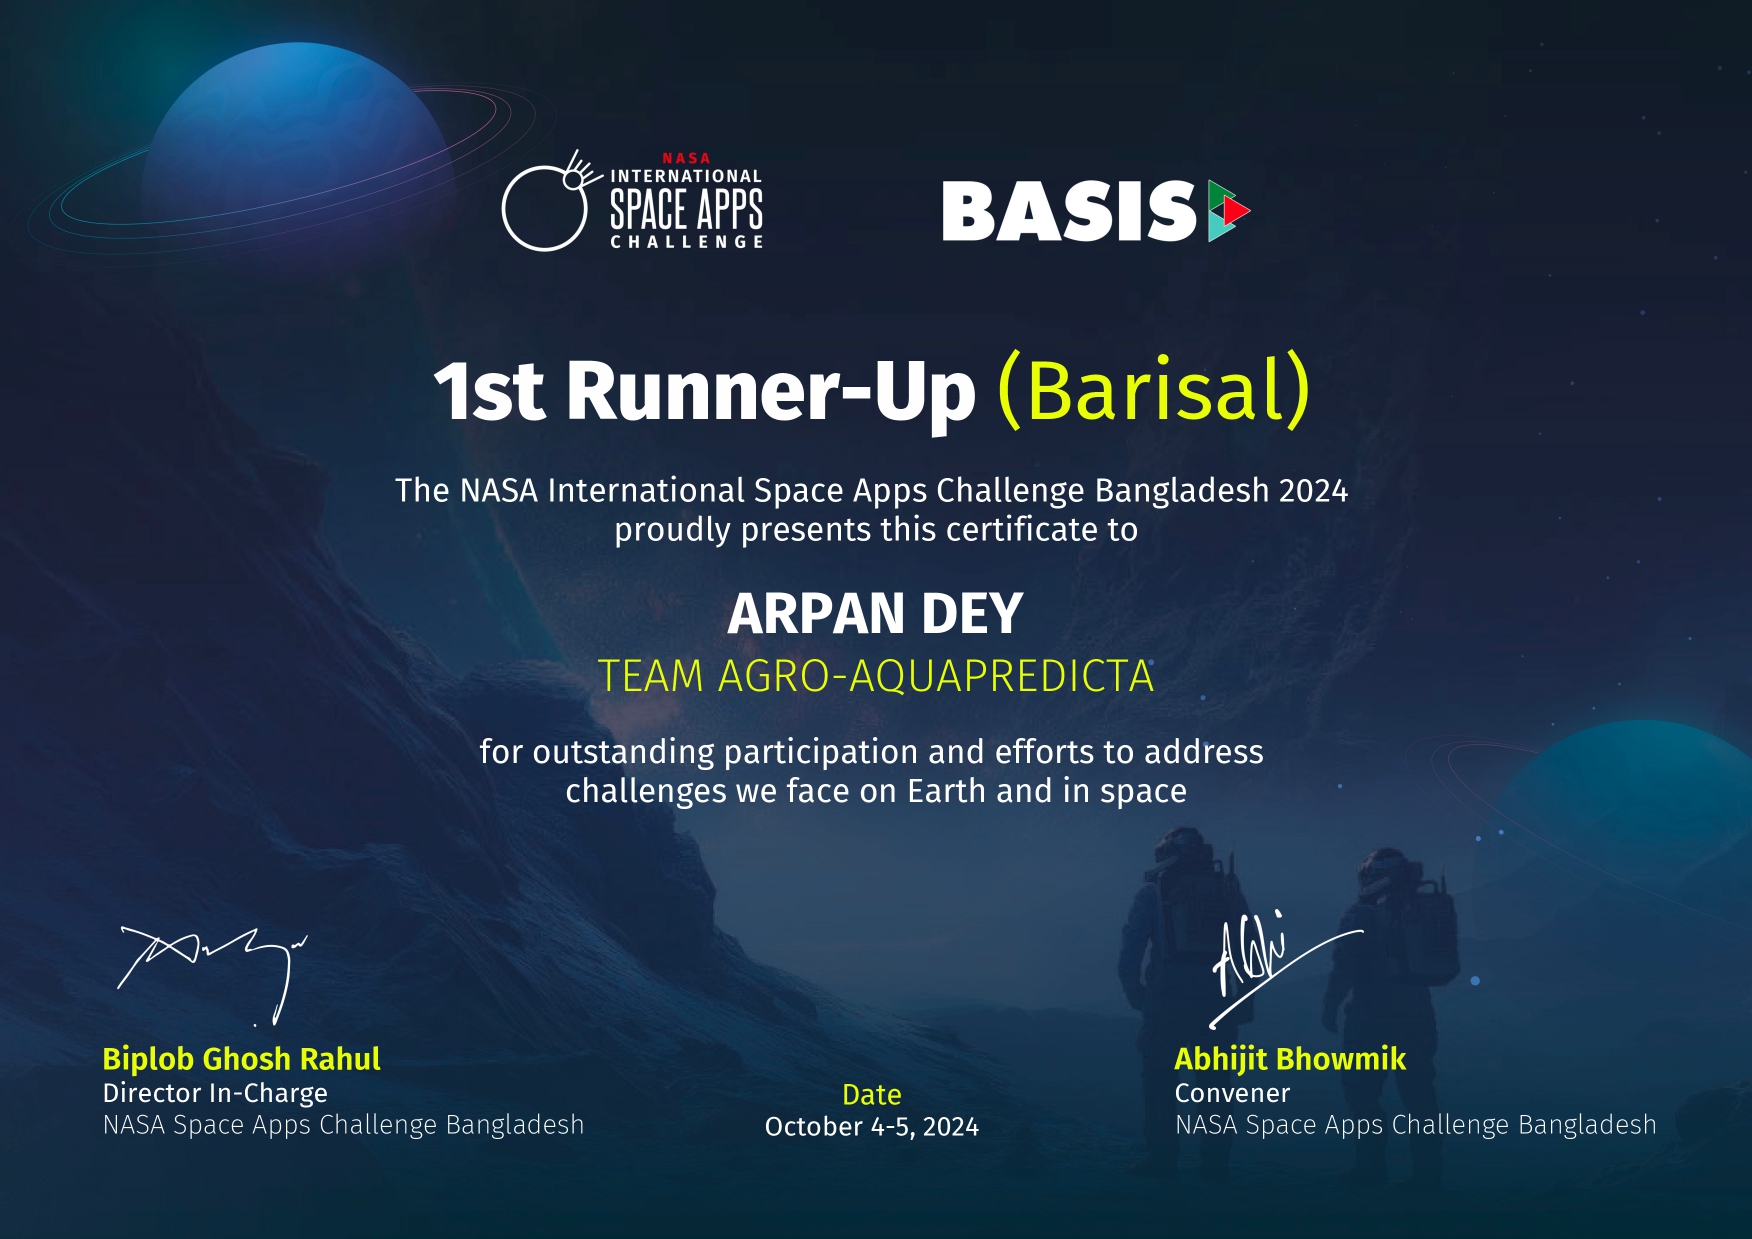 NASA
INTERNATIONAL
SPACE APPS
CHALLENGE
BASIS
1st Runner-Up (Barisal)
The NASA International Space Apps Challenge Bangladesh 2024
proudly presents this certificate to
ARPAN DEY
TEAM AGRO-AQUAPREDICTA
for outstanding participation and efforts to address
challenges we face on Earth and in space
Biplob Ghosh Rahul
Director In-Charge
NASA Space Apps Challenge Bangladesh
Date
October 4-5, 2024
Abhi
Abhijit Bhowmik
Convener
NASA Space Apps Challenge Bangladesh